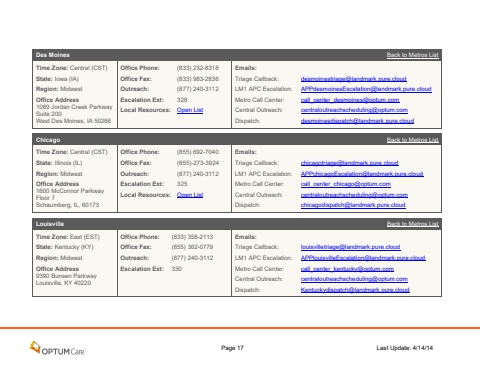 Des Moines Back to Metros List
Time Zone: Central (CST) Office Phone: (833) 232-8318 Emails:
State: Iowa (IA) Office Fax: (833) 983-2836 Triage Callback: desmoinestriage@landmark.pure.cloud
Region: Midwest Outreach: (877) 240-3112 LM1 APC Escalation: APPdesmoinesEscalation@landmark.pure.cloud
Office Address Escalation Ext: 328 Metro Call Center: call_center_desmoines@optum.com
1089 Jordan Creek Parkway Local Resources: Open List Central Outreach: centraloutreachscheduling@optum.com
Suite 200
West Des Moines, IA 50266 Dispatch: desmoinesdispatch@landmark.pure.cloud
Chicago Back to Metros List
Time Zone: Central (CST) Office Phone: (855) 692-7040 Emails:
State: Illinois (IL) Office Fax: (855)-273-3924 Triage Callback: chicagotriage@landmark.pure.cloud
Region: Midwest Outreach: (877) 240-3112 LM1 APC Escalation: APPchicagoEscalation@landmark.pure.cloud
Office Address Escalation Ext: 325 Metro Call Center: call_center_chicago@optum.com
1600 McConnor Parkway Local Resources: Open List Central Outreach: centraloutreachscheduling@optum.com
Floor 7
Schaumberg, IL, 60173 Dispatch: chicagodispatch@landmark.pure.cloud
Louisville Back to Metros List
Time Zone: East (EST) Office Phone: (833) 358-2113 Emails:
State: Kentucky (KY) Office Fax: (855) 362-0779 Triage Callback: louisvilletriage@landmark.pure.cloud
Region: Midwest Outreach: (877) 240-3112 LM1 APC Escalation: APPlouisvilleEscalation@landmark.pure.cloud
Office Address Escalation Ext: 330 Metro Call Center: call_center_kentucky@optum.com
9390 Bunsen Parkway Central Outreach: centraloutreachscheduling@optum.com
Louisville, KY 40220
Dispatch: Kentuckydispatch@landmark.pure.cloud
OPTUMCare Page 17 Last Update: 4/14/14